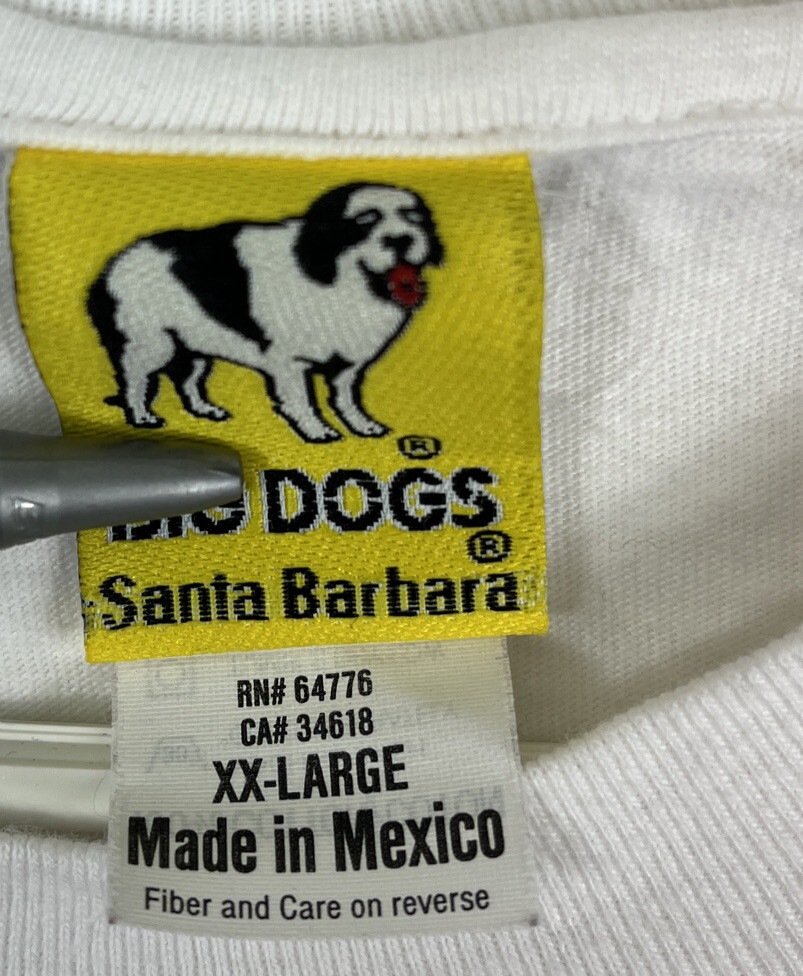 ®
BIG DOGS
®
Santa Barbara
RN# 64776
CA# 34618
XX-LARGE
Made in Mexico
Fiber and Care on reverse